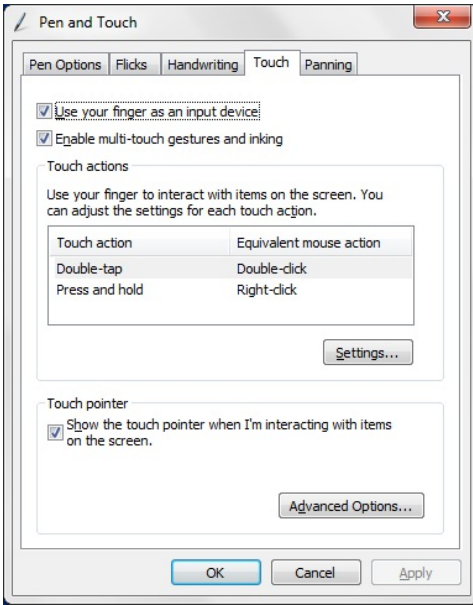 Pen and Touch
Pen Options Flicks Handwriting Touch Panning
Use your finger as an input device
Enable multi-touch gestures and inking
Touch actions
Use your finger to interact with items on the screen. You
can adjust the settings for each touch action.
Touch action Equivalent mouse action
Double-tap Double-click
Press and hold Right-click
Settings...
Touch pointer
Show the touch pointer when I'm interacting with items
on the screen.
Advanced Options...
OK Cancel Apply